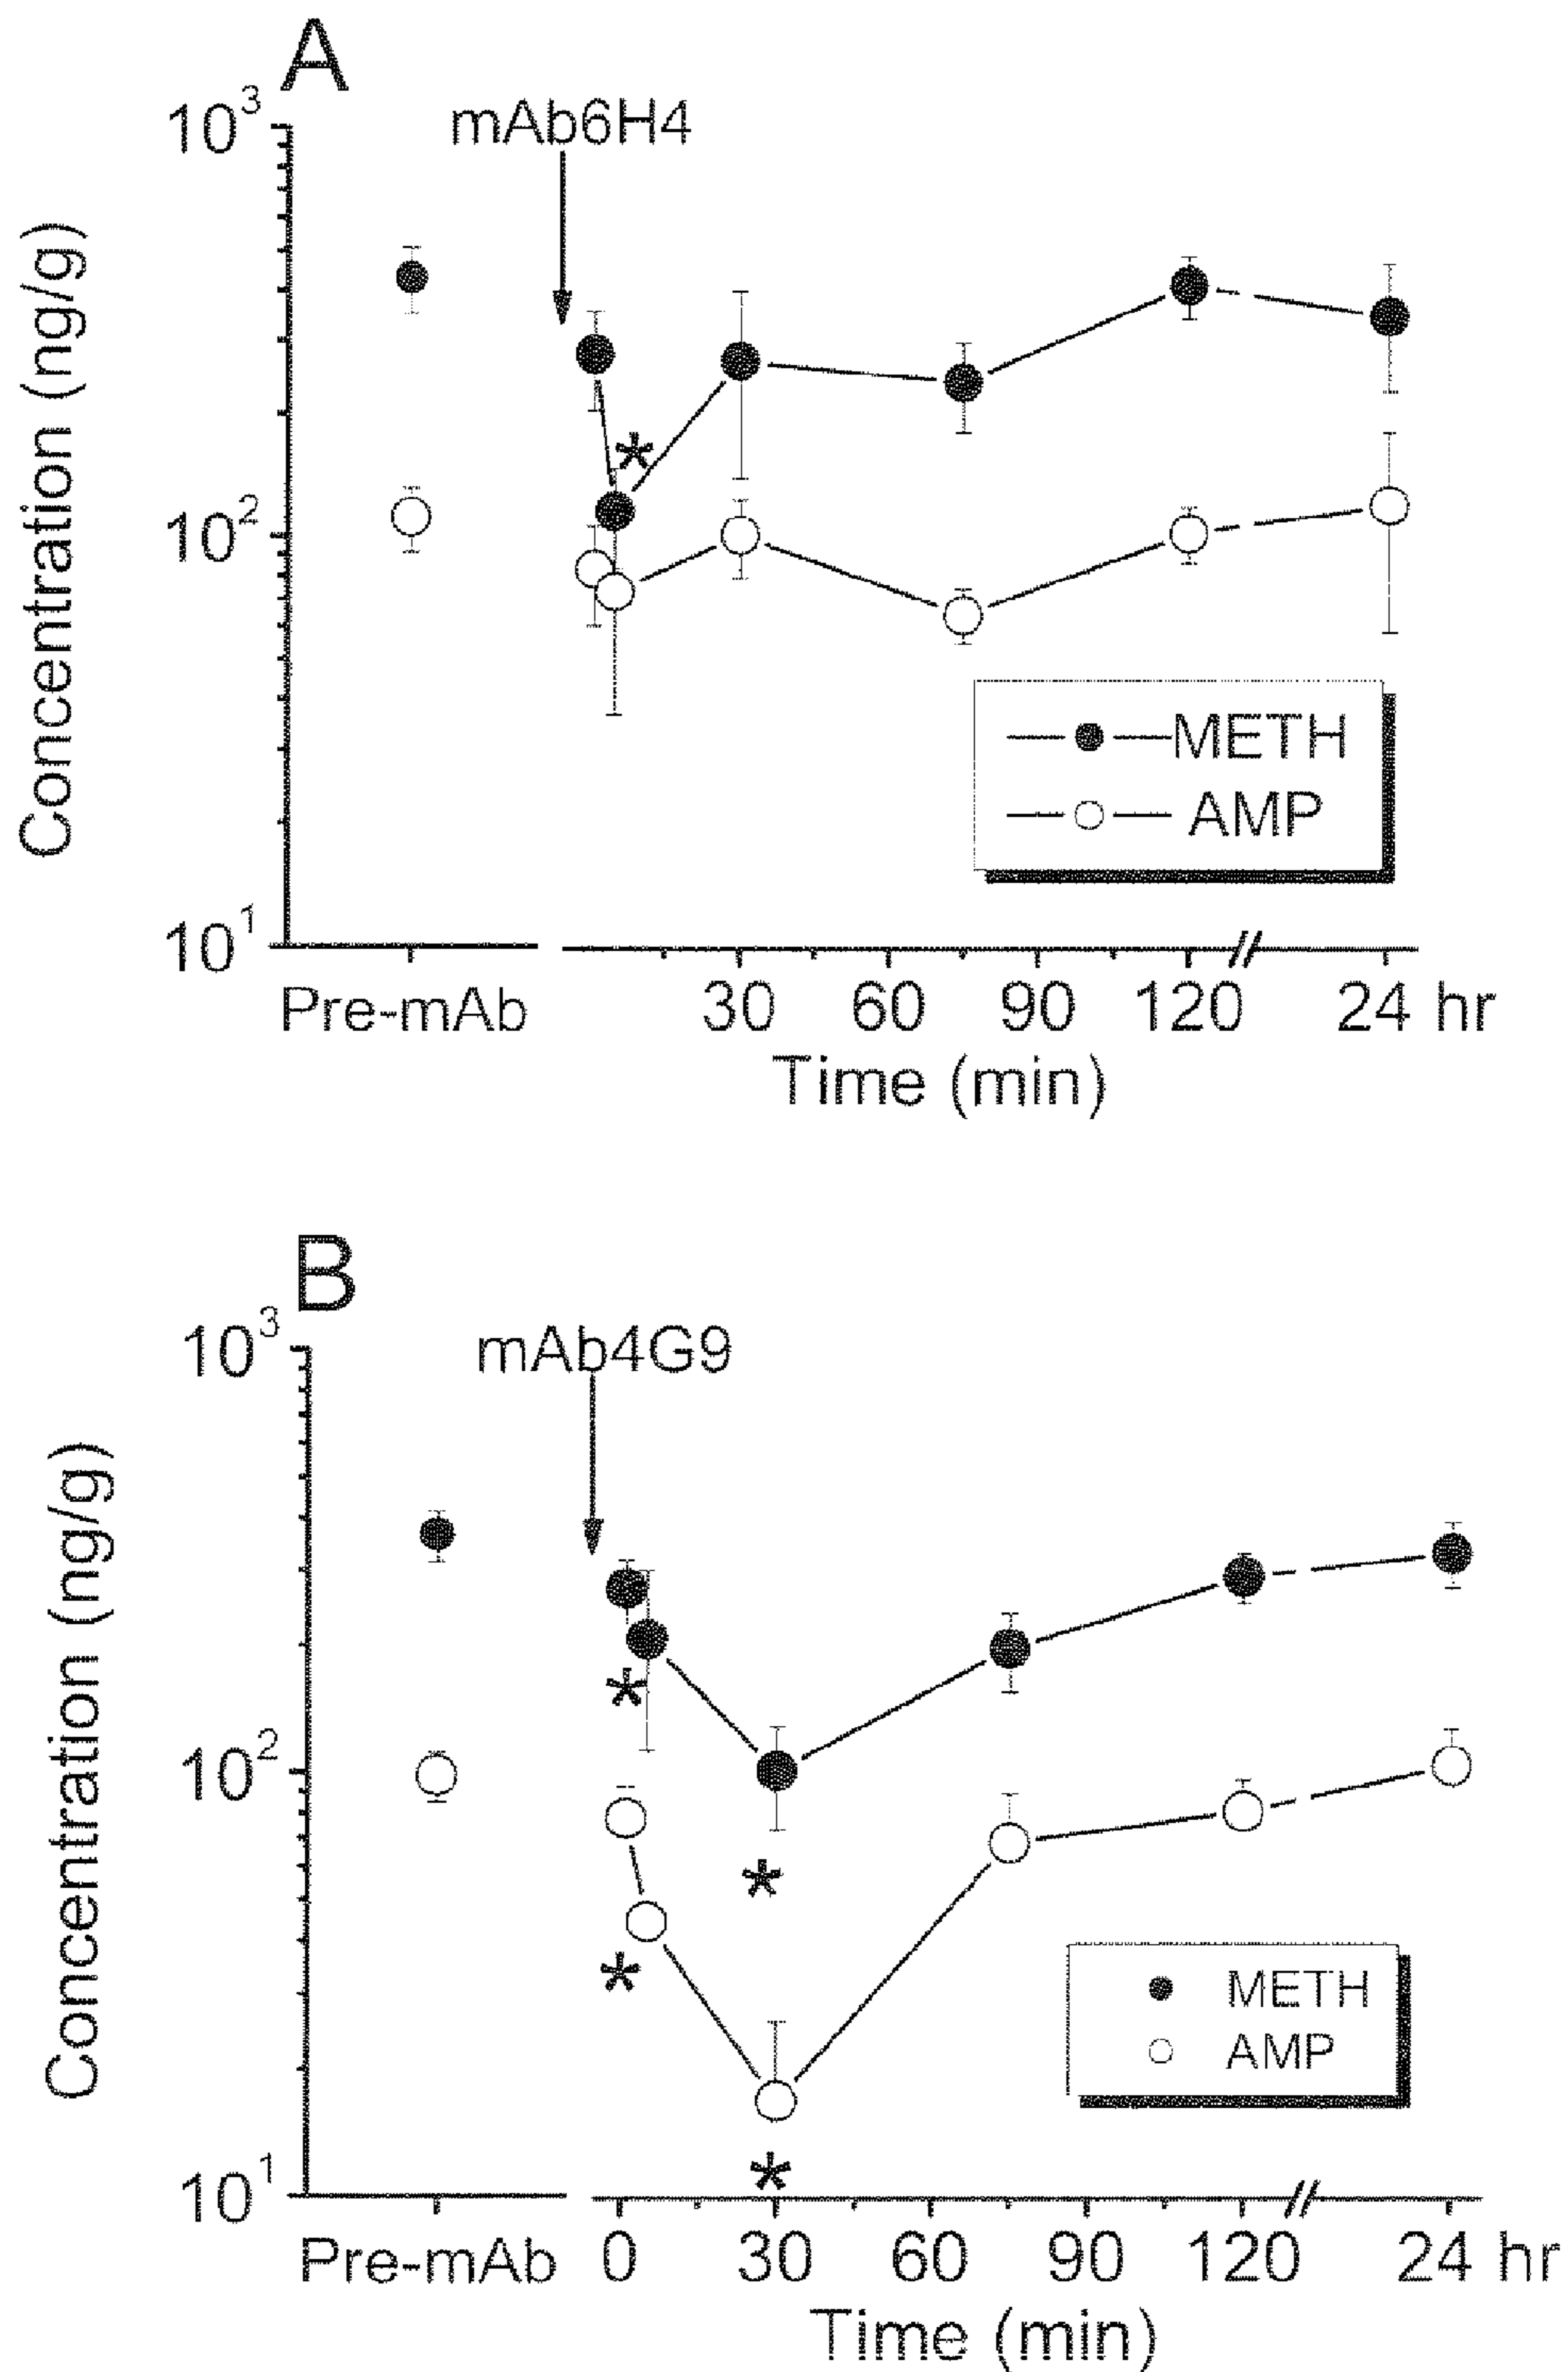 A
10³
mAb6H4
Concentration (ng/g)
10²
*
METH
AMP
10¹
Pre-mAb 30 60 90 120 24 hr
Time (min)
B
10³
mAb4G9
Concentration (ng/g)
*
10²
*
*
METH
AMP
*
10¹
Pre-mAb 0 30 60 90 120 24 hr
Time (min)